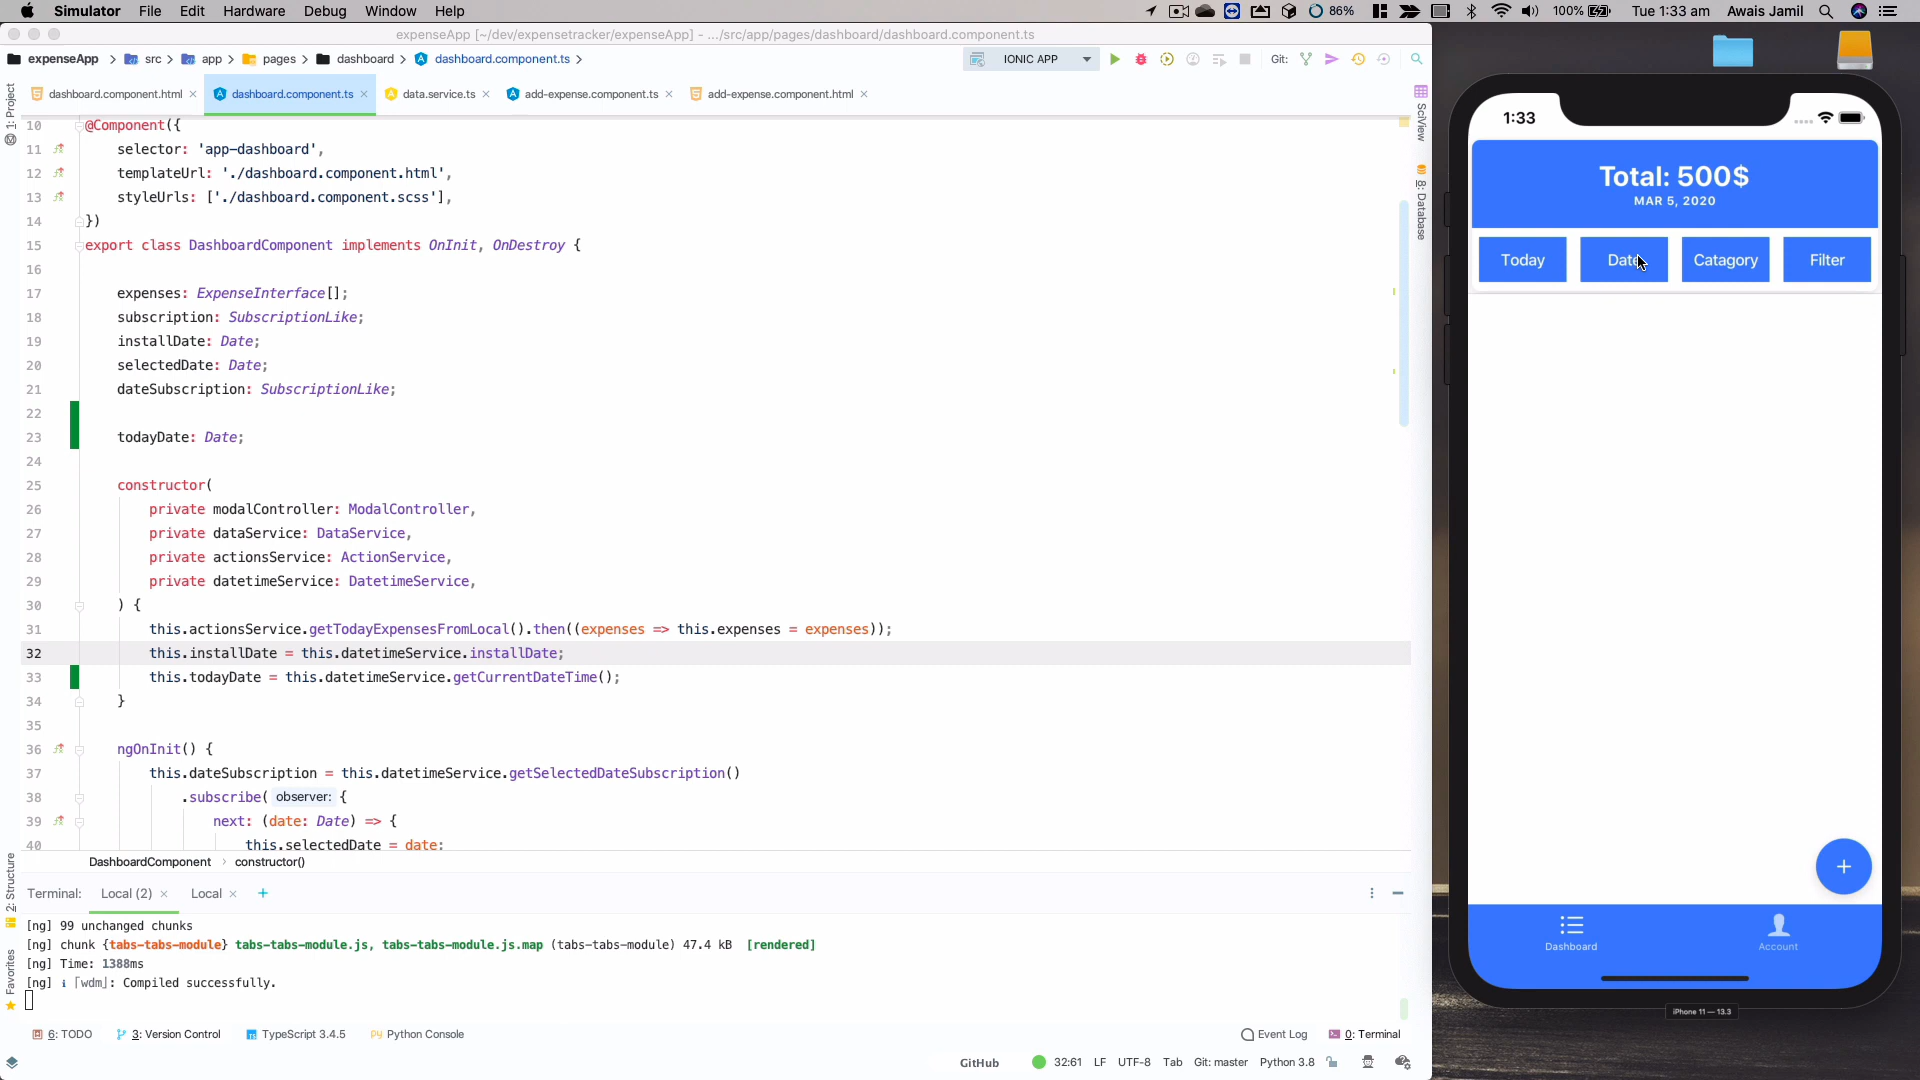 Simulator File Edit Hardware Debug Window Help
86% 100% Tue 1:33 am Awais Jamil
expenseApp [~/dev/expensetracker/expenseApp] - .../src/app/pages/dashboard/dashboard.component.ts
expenseApp src app pages dashboard dashboard.component.ts
IONIC APP Git:
dashboard.component.html dashboard.component.ts data.service.ts add-expense.component.ts add-expense.component.html
1: Project
SciView
8: Database
2: Structure
Favorites
10 @Component({
11 selector: 'app-dashboard',
12 templateUrl: './dashboard.component.html',
13 styleUrls: ['./dashboard.component.scss'],
14 })
15 export class DashboardComponent implements OnInit, OnDestroy {
16
17 expenses: ExpenseInterface[];
18 subscription: SubscriptionLike;
19 installDate: Date;
20 selectedDate: Date;
21 dateSubscription: SubscriptionLike;
22
23 todayDate: Date;
24
25 constructor(
26 private modalController: ModalController,
27 private dataService: DataService,
28 private actionsService: ActionService,
29 private datetimeService: DatetimeService,
30 ) {
31 this.actionsService.getTodayExpensesFromLocal().then((expenses => this.expenses = expenses));
32 this.installDate = this.datetimeService.installDate;
33 this.todayDate = this.datetimeService.getCurrentDateTime();
34 }
35
36 ngOnInit() {
37 this.dateSubscription = this.datetimeService.getSelectedDateSubscription()
38 .subscribe( observer: {
39 next: (date: Date) => {
40 this.selectedDate = date;
DashboardComponent constructor()
Terminal: Local (2) Local
[ng] 99 unchanged chunks
[ng] chunk {tabs-tabs-module} tabs-tabs-module.js, tabs-tabs-module.js.map (tabs-tabs-module) 47.4 kB [rendered]
[ng] Time: 1388ms
[ng] ℹ ｢wdm｣: Compiled successfully.
6: TODO 3: Version Control TypeScript 3.4.5 Python Console Event Log 0: Terminal
GitHub 32:61 LF UTF-8 Tab Git: master Python 3.8
1:33
Total: 500$
MAR 5, 2020
Today Date Catagory Filter
+
Dashboard Account
iPhone 11 — 13.3